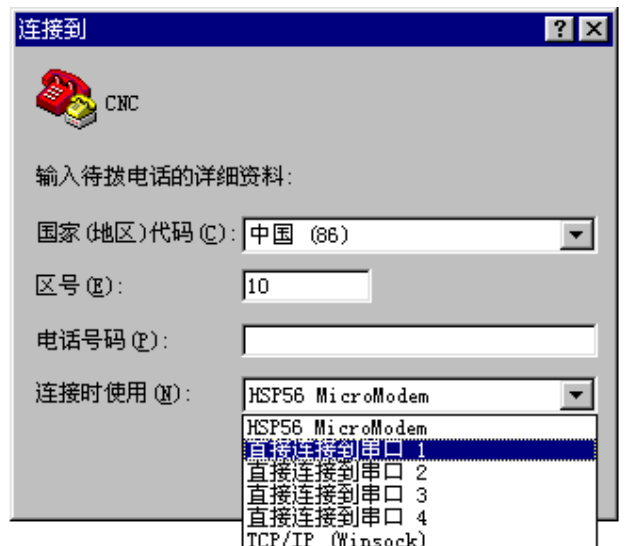 连接到
CNC
输入待拨电话的详细资料:
国家(地区)代码(C): 中国 (86)
区号(E): 10
电话号码(P):
连接时使用(N): HSP56 MicroModem
HSP56 MicroModem
直接连接到串口 1
直接连接到串口 2
直接连接到串口 3
直接连接到串口 4
TCP/IP (Winsock)